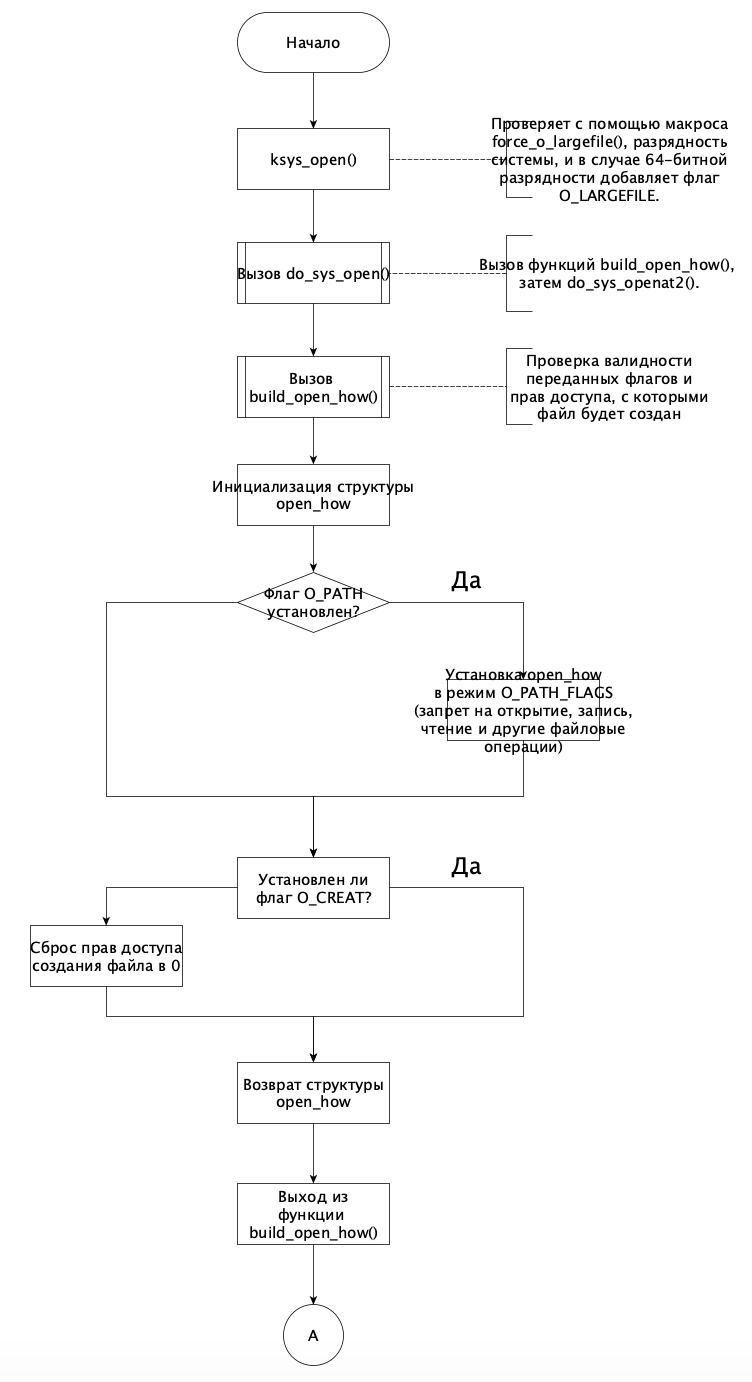 Начало
ksys_open()
Проверяет с помощью макроса
force_o_largefile(), разрядность
системы, и в случае 64-битной
разрядности добавляет флаг
O_LARGEFILE.
Вызов do_sys_open()
Вызов функций build_open_how(),
затем do_sys_openat2().
Вызов
build_open_how()
Проверка валидности
переданных флагов и
прав доступа, с которыми
файл будет создан
Инициализация структуры
open_how
Флаг O_PATH
установлен?
Да
Установка open_how
в режим O_PATH_FLAGS
(запрет на открытие, запись,
чтение и другие файловые
операции)
Установлен ли
флаг O_CREAT?
Да
Сброс прав доступа
создания файла в 0
Возврат структуры
open_how
Выход из
функции
build_open_how()
A